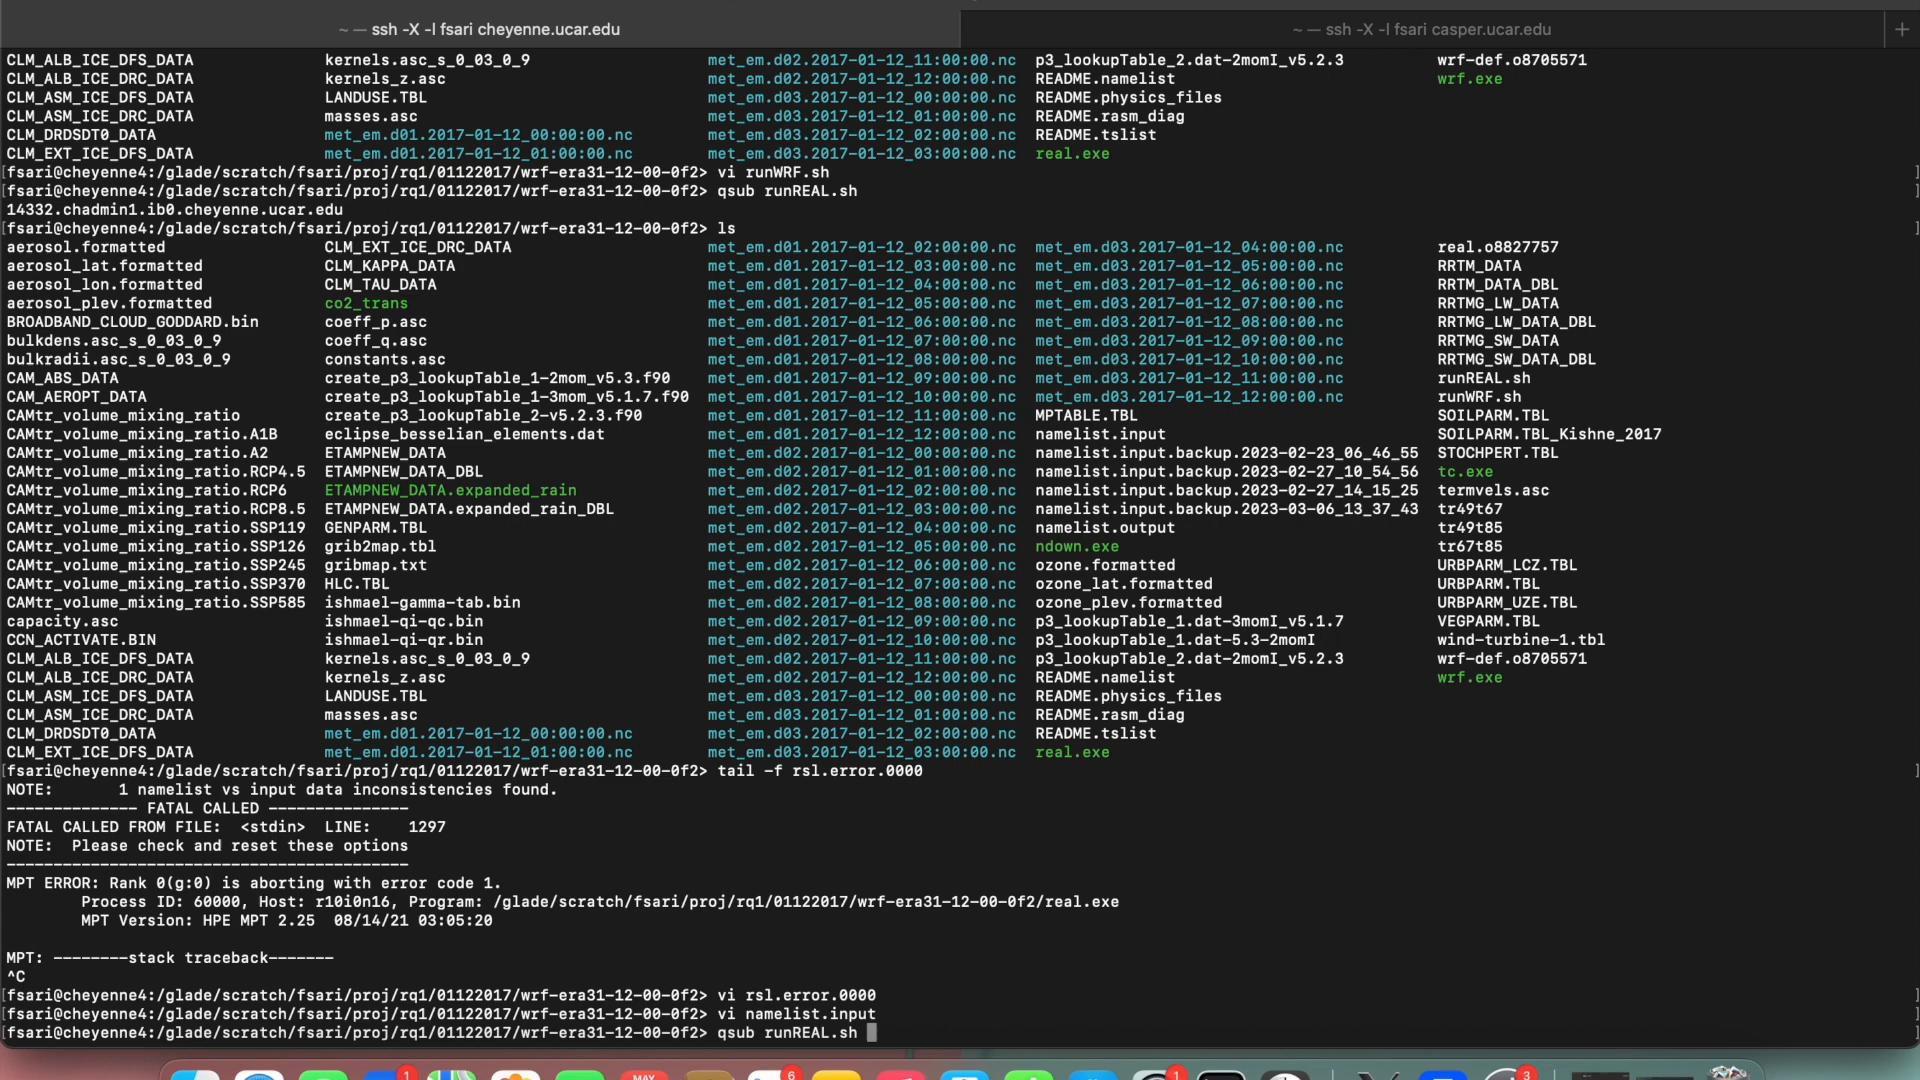 ~ — ssh -X -l fsari cheyenne.ucar.edu
~ — ssh -X -l fsari casper.ucar.edu
+
CLM_ALB_ICE_DFS_DATA kernels.asc_s_0_03_0_9 met_em.d02.2017-01-12_11:00:00.nc p3_lookupTable_2.dat-2momI_v5.2.3 wrf-def.o8705571
CLM_ALB_ICE_DRC_DATA kernels_z.asc met_em.d02.2017-01-12_12:00:00.nc README.namelist wrf.exe
CLM_ASM_ICE_DFS_DATA LANDUSE.TBL met_em.d03.2017-01-12_00:00:00.nc README.physics_files
CLM_ASM_ICE_DRC_DATA masses.asc met_em.d03.2017-01-12_01:00:00.nc README.rasm_diag
CLM_DRDSDT0_DATA met_em.d01.2017-01-12_00:00:00.nc met_em.d03.2017-01-12_02:00:00.nc README.tslist
CLM_EXT_ICE_DFS_DATA met_em.d01.2017-01-12_01:00:00.nc met_em.d03.2017-01-12_03:00:00.nc real.exe
[fsari@cheyenne4:/glade/scratch/fsari/proj/rq1/01122017/wrf-era31-12-00-0f2> vi runWRF.sh ]
[fsari@cheyenne4:/glade/scratch/fsari/proj/rq1/01122017/wrf-era31-12-00-0f2> qsub runREAL.sh ]
14332.chadmin1.ib0.cheyenne.ucar.edu
[fsari@cheyenne4:/glade/scratch/fsari/proj/rq1/01122017/wrf-era31-12-00-0f2> ls ]
aerosol.formatted CLM_EXT_ICE_DRC_DATA met_em.d01.2017-01-12_02:00:00.nc met_em.d03.2017-01-12_04:00:00.nc real.o8827757
aerosol_lat.formatted CLM_KAPPA_DATA met_em.d01.2017-01-12_03:00:00.nc met_em.d03.2017-01-12_05:00:00.nc RRTM_DATA
aerosol_lon.formatted CLM_TAU_DATA met_em.d01.2017-01-12_04:00:00.nc met_em.d03.2017-01-12_06:00:00.nc RRTM_DATA_DBL
aerosol_plev.formatted co2_trans met_em.d01.2017-01-12_05:00:00.nc met_em.d03.2017-01-12_07:00:00.nc RRTMG_LW_DATA
BROADBAND_CLOUD_GODDARD.bin coeff_p.asc met_em.d01.2017-01-12_06:00:00.nc met_em.d03.2017-01-12_08:00:00.nc RRTMG_LW_DATA_DBL
bulkdens.asc_s_0_03_0_9 coeff_q.asc met_em.d01.2017-01-12_07:00:00.nc met_em.d03.2017-01-12_09:00:00.nc RRTMG_SW_DATA
bulkradii.asc_s_0_03_0_9 constants.asc met_em.d01.2017-01-12_08:00:00.nc met_em.d03.2017-01-12_10:00:00.nc RRTMG_SW_DATA_DBL
CAM_ABS_DATA create_p3_lookupTable_1-2mom_v5.3.f90 met_em.d01.2017-01-12_09:00:00.nc met_em.d03.2017-01-12_11:00:00.nc runREAL.sh
CAM_AEROPT_DATA create_p3_lookupTable_1-3mom_v5.1.7.f90 met_em.d01.2017-01-12_10:00:00.nc met_em.d03.2017-01-12_12:00:00.nc runWRF.sh
CAMtr_volume_mixing_ratio create_p3_lookupTable_2-v5.2.3.f90 met_em.d01.2017-01-12_11:00:00.nc MPTABLE.TBL SOILPARM.TBL
CAMtr_volume_mixing_ratio.A1B eclipse_besselian_elements.dat met_em.d01.2017-01-12_12:00:00.nc namelist.input SOILPARM.TBL_Kishne_2017
CAMtr_volume_mixing_ratio.A2 ETAMPNEW_DATA met_em.d02.2017-01-12_00:00:00.nc namelist.input.backup.2023-02-23_06_46_55 STOCHPERT.TBL
CAMtr_volume_mixing_ratio.RCP4.5 ETAMPNEW_DATA_DBL met_em.d02.2017-01-12_01:00:00.nc namelist.input.backup.2023-02-27_10_54_56 tc.exe
CAMtr_volume_mixing_ratio.RCP6 ETAMPNEW_DATA.expanded_rain met_em.d02.2017-01-12_02:00:00.nc namelist.input.backup.2023-02-27_14_15_25 termvels.asc
CAMtr_volume_mixing_ratio.RCP8.5 ETAMPNEW_DATA.expanded_rain_DBL met_em.d02.2017-01-12_03:00:00.nc namelist.input.backup.2023-03-06_13_37_43 tr49t67
CAMtr_volume_mixing_ratio.SSP119 GENPARM.TBL met_em.d02.2017-01-12_04:00:00.nc namelist.output tr49t85
CAMtr_volume_mixing_ratio.SSP126 grib2map.tbl met_em.d02.2017-01-12_05:00:00.nc ndown.exe tr67t85
CAMtr_volume_mixing_ratio.SSP245 gribmap.txt met_em.d02.2017-01-12_06:00:00.nc ozone.formatted URBPARM_LCZ.TBL
CAMtr_volume_mixing_ratio.SSP370 HLC.TBL met_em.d02.2017-01-12_07:00:00.nc ozone_lat.formatted URBPARM.TBL
CAMtr_volume_mixing_ratio.SSP585 ishmael-gamma-tab.bin met_em.d02.2017-01-12_08:00:00.nc ozone_plev.formatted URBPARM_UZE.TBL
capacity.asc ishmael-qi-qc.bin met_em.d02.2017-01-12_09:00:00.nc p3_lookupTable_1.dat-3momI_v5.1.7 VEGPARM.TBL
CCN_ACTIVATE.BIN ishmael-qi-qr.bin met_em.d02.2017-01-12_10:00:00.nc p3_lookupTable_1.dat-5.3-2momI wind-turbine-1.tbl
CLM_ALB_ICE_DFS_DATA kernels.asc_s_0_03_0_9 met_em.d02.2017-01-12_11:00:00.nc p3_lookupTable_2.dat-2momI_v5.2.3 wrf-def.o8705571
CLM_ALB_ICE_DRC_DATA kernels_z.asc met_em.d02.2017-01-12_12:00:00.nc README.namelist wrf.exe
CLM_ASM_ICE_DFS_DATA LANDUSE.TBL met_em.d03.2017-01-12_00:00:00.nc README.physics_files
CLM_ASM_ICE_DRC_DATA masses.asc met_em.d03.2017-01-12_01:00:00.nc README.rasm_diag
CLM_DRDSDT0_DATA met_em.d01.2017-01-12_00:00:00.nc met_em.d03.2017-01-12_02:00:00.nc README.tslist
CLM_EXT_ICE_DFS_DATA met_em.d01.2017-01-12_01:00:00.nc met_em.d03.2017-01-12_03:00:00.nc real.exe
[fsari@cheyenne4:/glade/scratch/fsari/proj/rq1/01122017/wrf-era31-12-00-0f2> tail -f rsl.error.0000 ]
NOTE: 1 namelist vs input data inconsistencies found.
-------------- FATAL CALLED ---------------
FATAL CALLED FROM FILE: <stdin> LINE: 1297
NOTE: Please check and reset these options
-------------------------------------------
MPT ERROR: Rank 0(g:0) is aborting with error code 1.
Process ID: 60000, Host: r10i0n16, Program: /glade/scratch/fsari/proj/rq1/01122017/wrf-era31-12-00-0f2/real.exe
MPT Version: HPE MPT 2.25 08/14/21 03:05:20
MPT: --------stack traceback-------
^C
[fsari@cheyenne4:/glade/scratch/fsari/proj/rq1/01122017/wrf-era31-12-00-0f2> vi rsl.error.0000 ]
[fsari@cheyenne4:/glade/scratch/fsari/proj/rq1/01122017/wrf-era31-12-00-0f2> vi namelist.input ]
[fsari@cheyenne4:/glade/scratch/fsari/proj/rq1/01122017/wrf-era31-12-00-0f2> qsub runREAL.sh ]
1 MAY 6 1 3